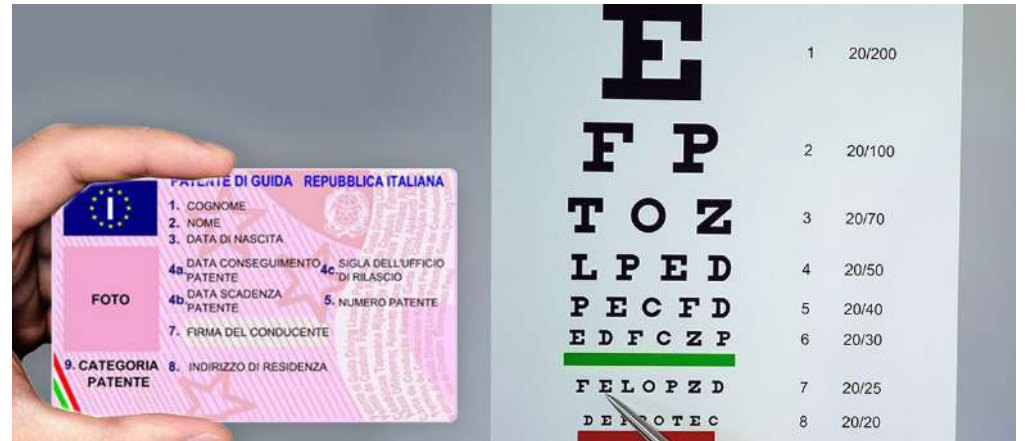 PATENTE DI GUIDA REPUBBLICA ITALIANA
I
1. COGNOME
2. NOME
3. DATA DI NASCITA
4a. DATA CONSEGUIMENTO PATENTE
4c. SIGLA DELL'UFFICIO DI RILASCIO
4b. DATA SCADENZA PATENTE
5. NUMERO PATENTE
FOTO
7. FIRMA DEL CONDUCENTE
9. CATEGORIA PATENTE
8. INDIRIZZO DI RESIDENZA
E 1 20/200
F P 2 20/100
T O Z 3 20/70
L P E D 4 20/50
P E C F D 5 20/40
E D F C Z P 6 20/30
F E L O P Z D 7 20/25
8 20/20